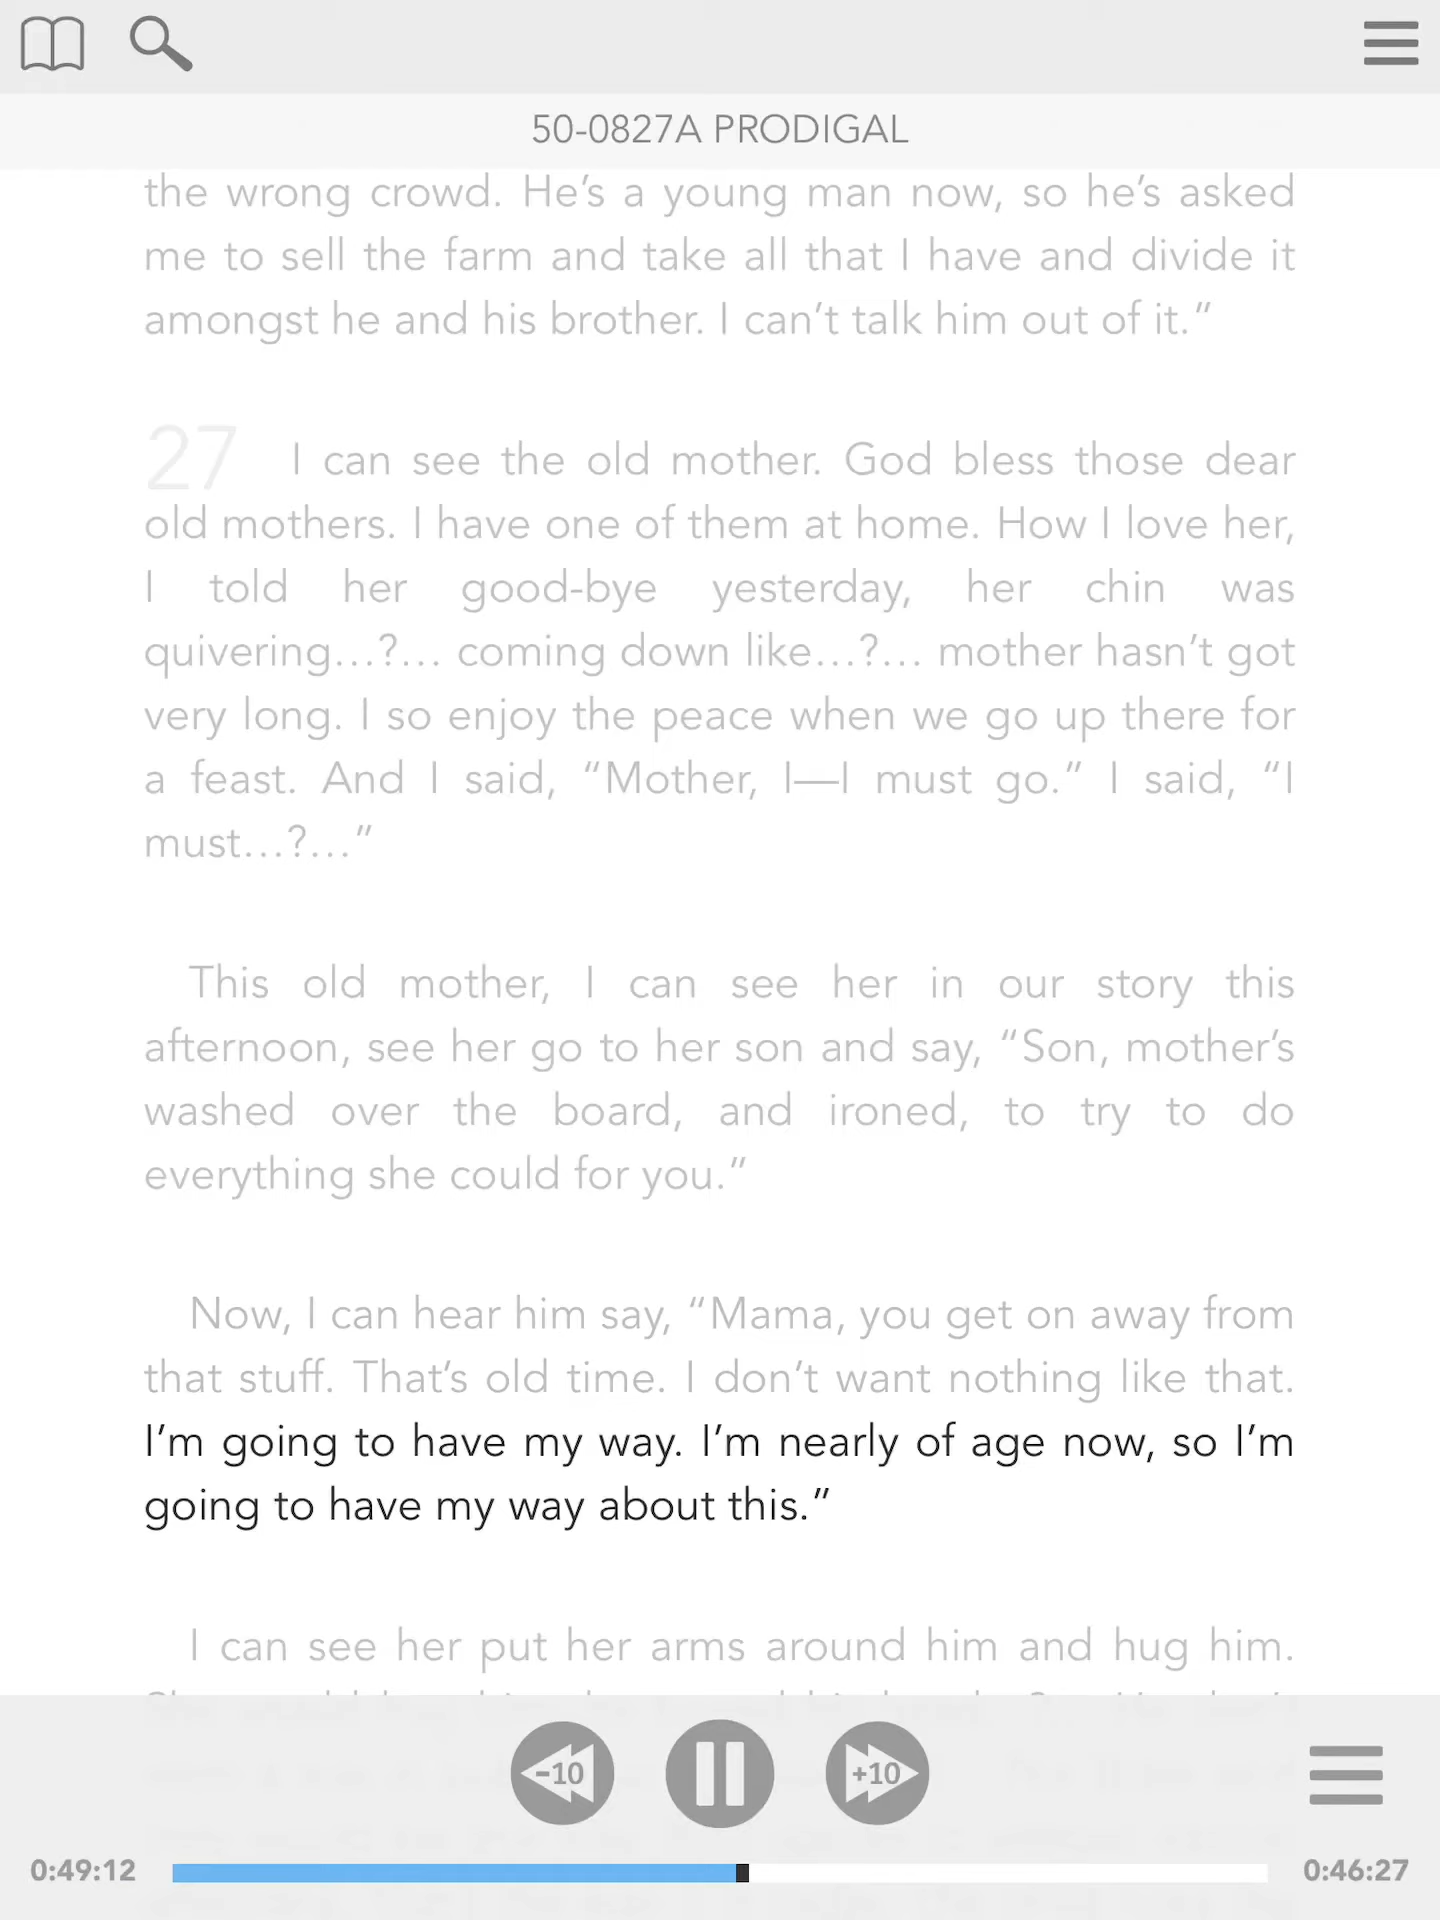 50-0827A PRODIGAL
the wrong crowd. He’s a young man now, so he’s asked
me to sell the farm and take all that I have and divide it
amongst he and his brother. I can’t talk him out of it.”
27 I can see the old mother. God bless those dear
old mothers. I have one of them at home. How I love her,
I told her good-bye yesterday, her chin was
quivering…?… coming down like…?… mother hasn’t got
very long. I so enjoy the peace when we go up there for
a feast. And I said, “Mother, I—I must go.” I said, “I
must…?…”
This old mother, I can see her in our story this
afternoon, see her go to her son and say, “Son, mother’s
washed over the board, and ironed, to try to do
everything she could for you.”
Now, I can hear him say, “Mama, you get on away from
that stuff. That’s old time. I don’t want nothing like that.
I’m going to have my way. I’m nearly of age now, so I’m
going to have my way about this.”
I can see her put her arms around him and hug him.
-10 +10
0:49:12 0:46:27